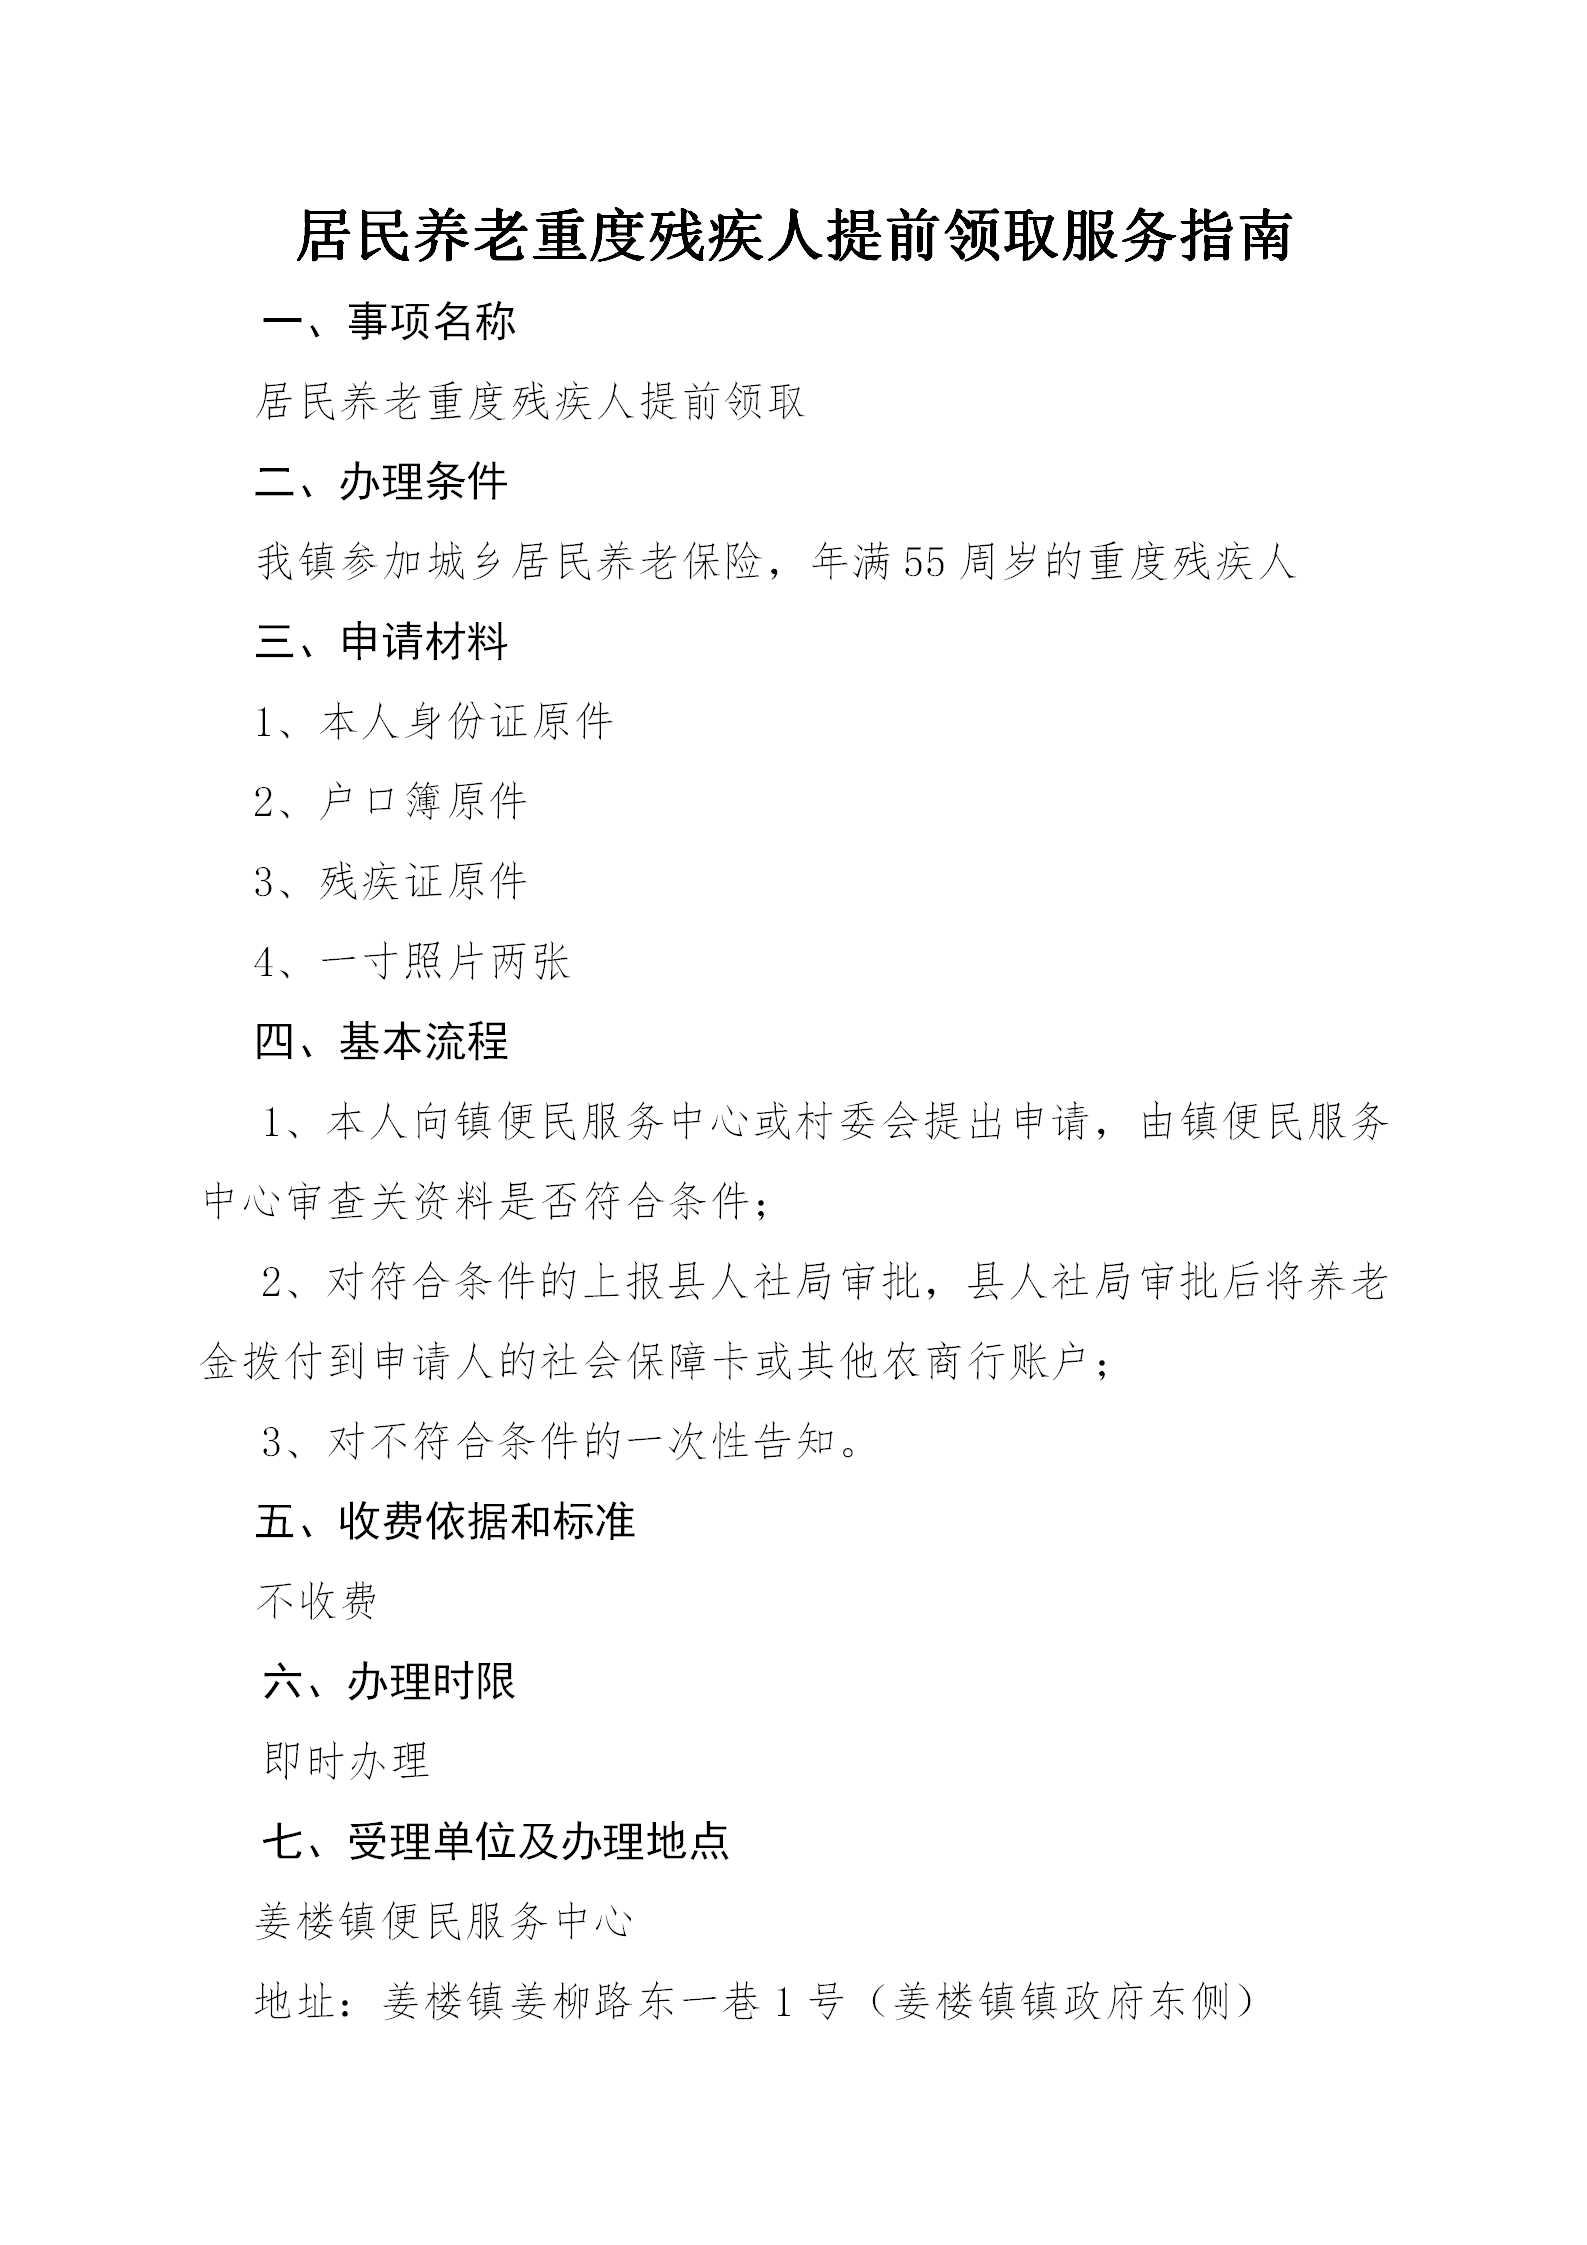 居民养老重度残疾人提前领取服务指南
一、事项名称
居民养老重度残疾人提前领取
二、办理条件
我镇参加城乡居民养老保险，年满 55 周岁的重度残疾人
三、申请材料
1、本人身份证原件
2、户口簿原件
3、残疾证原件
4、一寸照片两张
四、基本流程
1、本人向镇便民服务中心或村委会提出申请，由镇便民服务
中心审查关资料是否符合条件；
2、对符合条件的上报县人社局审批，县人社局审批后将养老
金拨付到申请人的社会保障卡或其他农商行账户；
3、对不符合条件的一次性告知。
五、收费依据和标准
不收费
六、办理时限
即时办理
七、受理单位及办理地点
姜楼镇便民服务中心
地址：姜楼镇姜柳路东一巷 1 号（姜楼镇镇政府东侧）